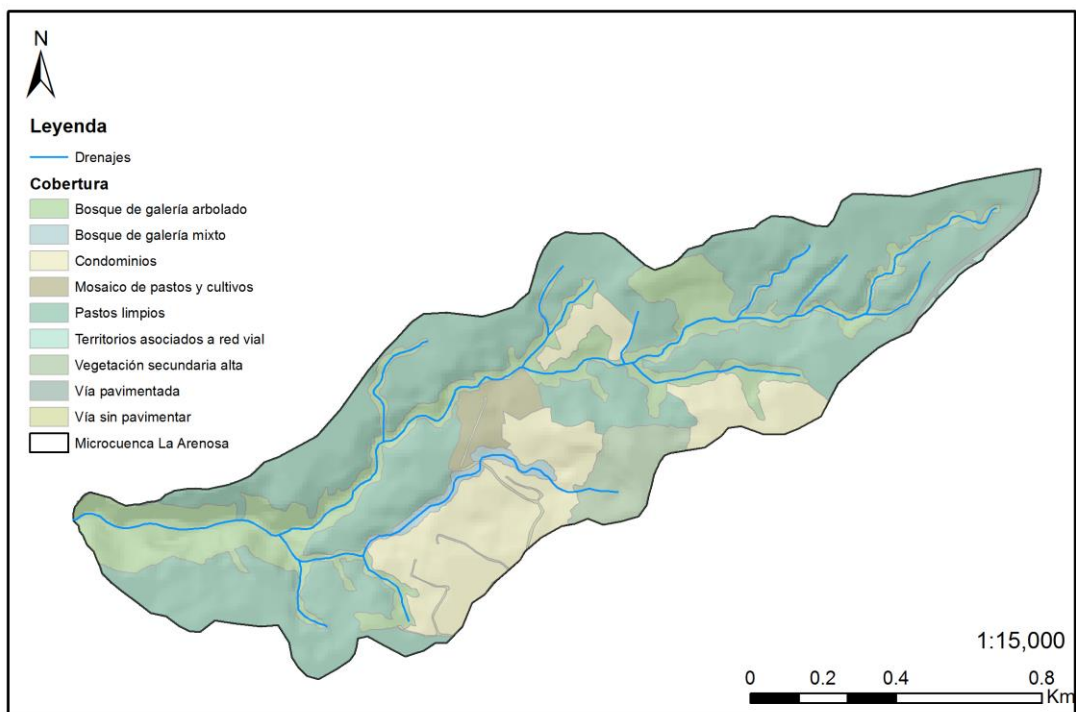 N
Leyenda
Drenajes
Cobertura
Bosque de galería arbolado
Bosque de galería mixto
Condominios
Mosaico de pastos y cultivos
Pastos limpios
Territorios asociados a red vial
Vegetación secundaria alta
Vía pavimentada
Vía sin pavimentar
Microcuenca La Arenosa
1:15,000
0 0.2 0.4 0.8
Km